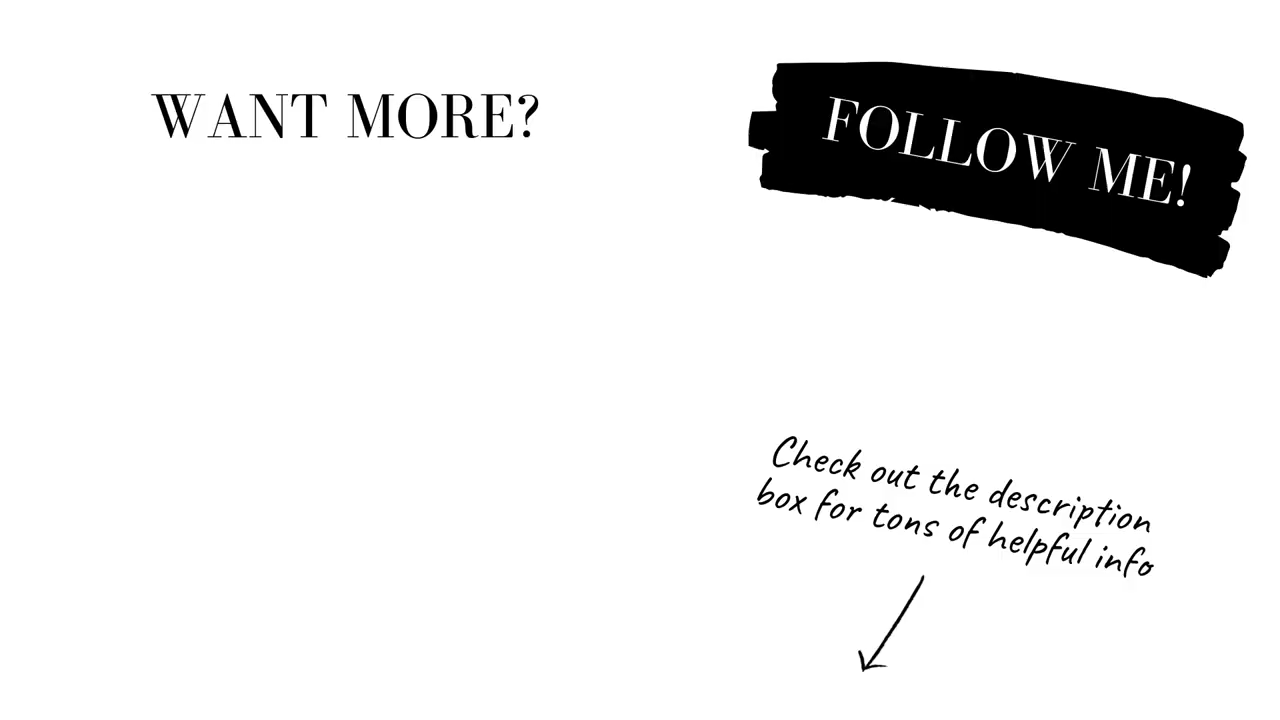 WANT MORE?
FOLLOW ME!
Check out the description
box for tons of helpful info